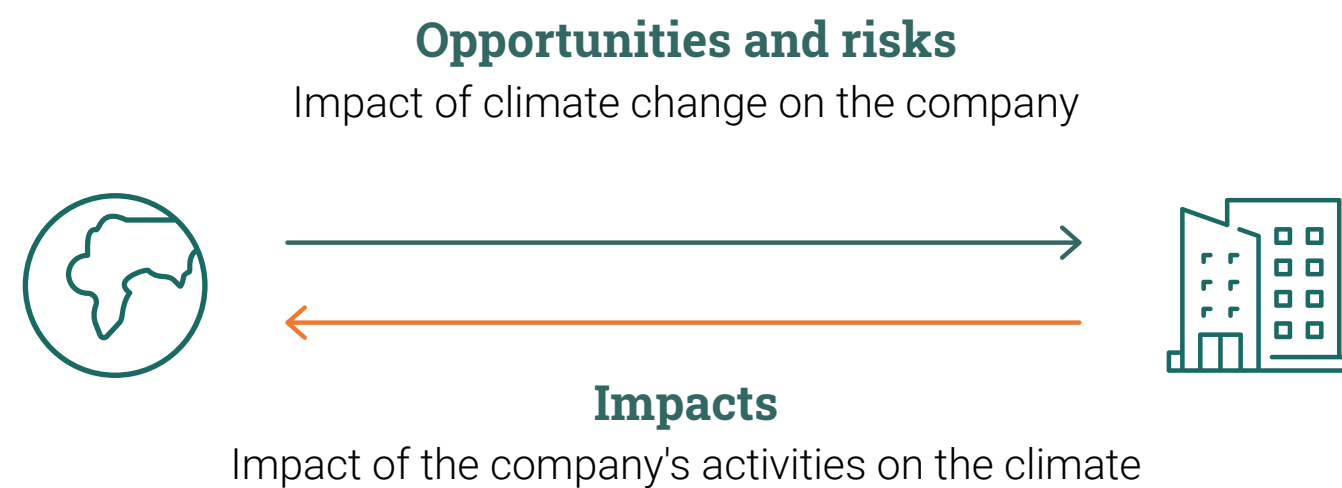 Opportunities and risks
Impact of climate change on the company
Impacts
Impact of the company's activities on the climate